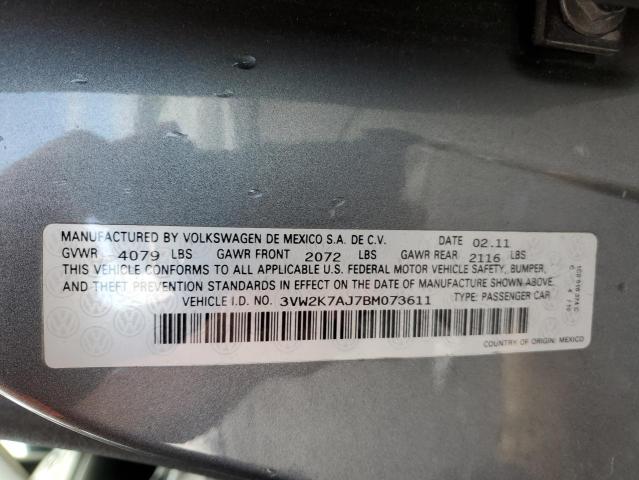 MANUFACTURED BY VOLKSWAGEN DE MEXICO S.A. DE C.V. DATE 02.11
GVWR 4079 LBS GAWR FRONT 2072 LBS GAWR REAR 2116 LBS
THIS VEHICLE CONFORMS TO ALL U.S. FEDERAL MOTOR VEHICLE SAFETY, BUMPER,
AND THEFT PREVENTION STANDARDS IN EFFECT ON THE DATE OF MANUFACTURE SHOWN ABOVE.
VEHICLE I.D. NO. 3VW2K7AJ7BM073611 TYPE: PASSENGER CAR
COUNTRY OF ORIGIN: MEXICO